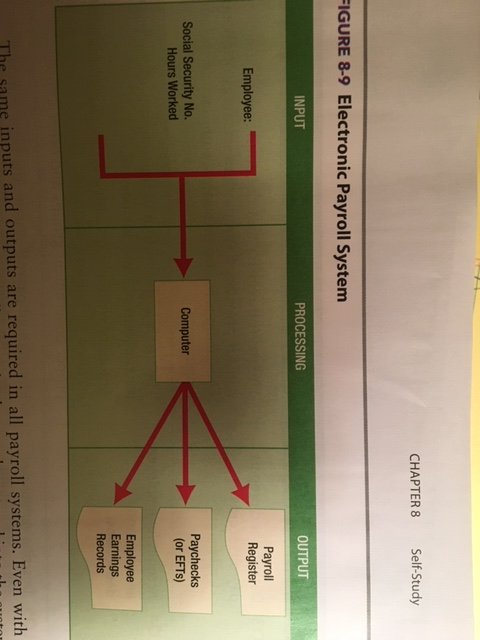 CHAPTER 8 Self-Study
FIGURE 8-9 Electronic Payroll System
INPUT PROCESSING OUTPUT
Employee:
Social Security No.
Hours Worked
Computer
Payroll
Register
Paychecks
(or EFTs)
Employee
Earnings
Records
The same inputs and outputs are required in all payroll systems. Even with